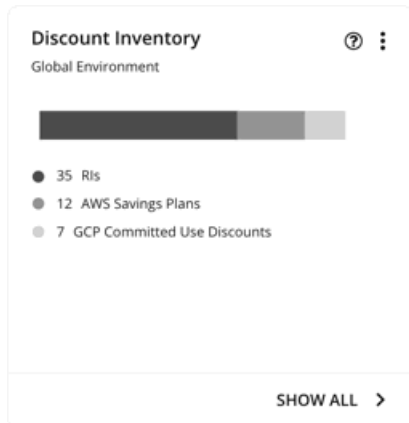 Discount Inventory
Global Environment
35 RIs
12 AWS Savings Plans
7 GCP Committed Use Discounts
SHOW ALL